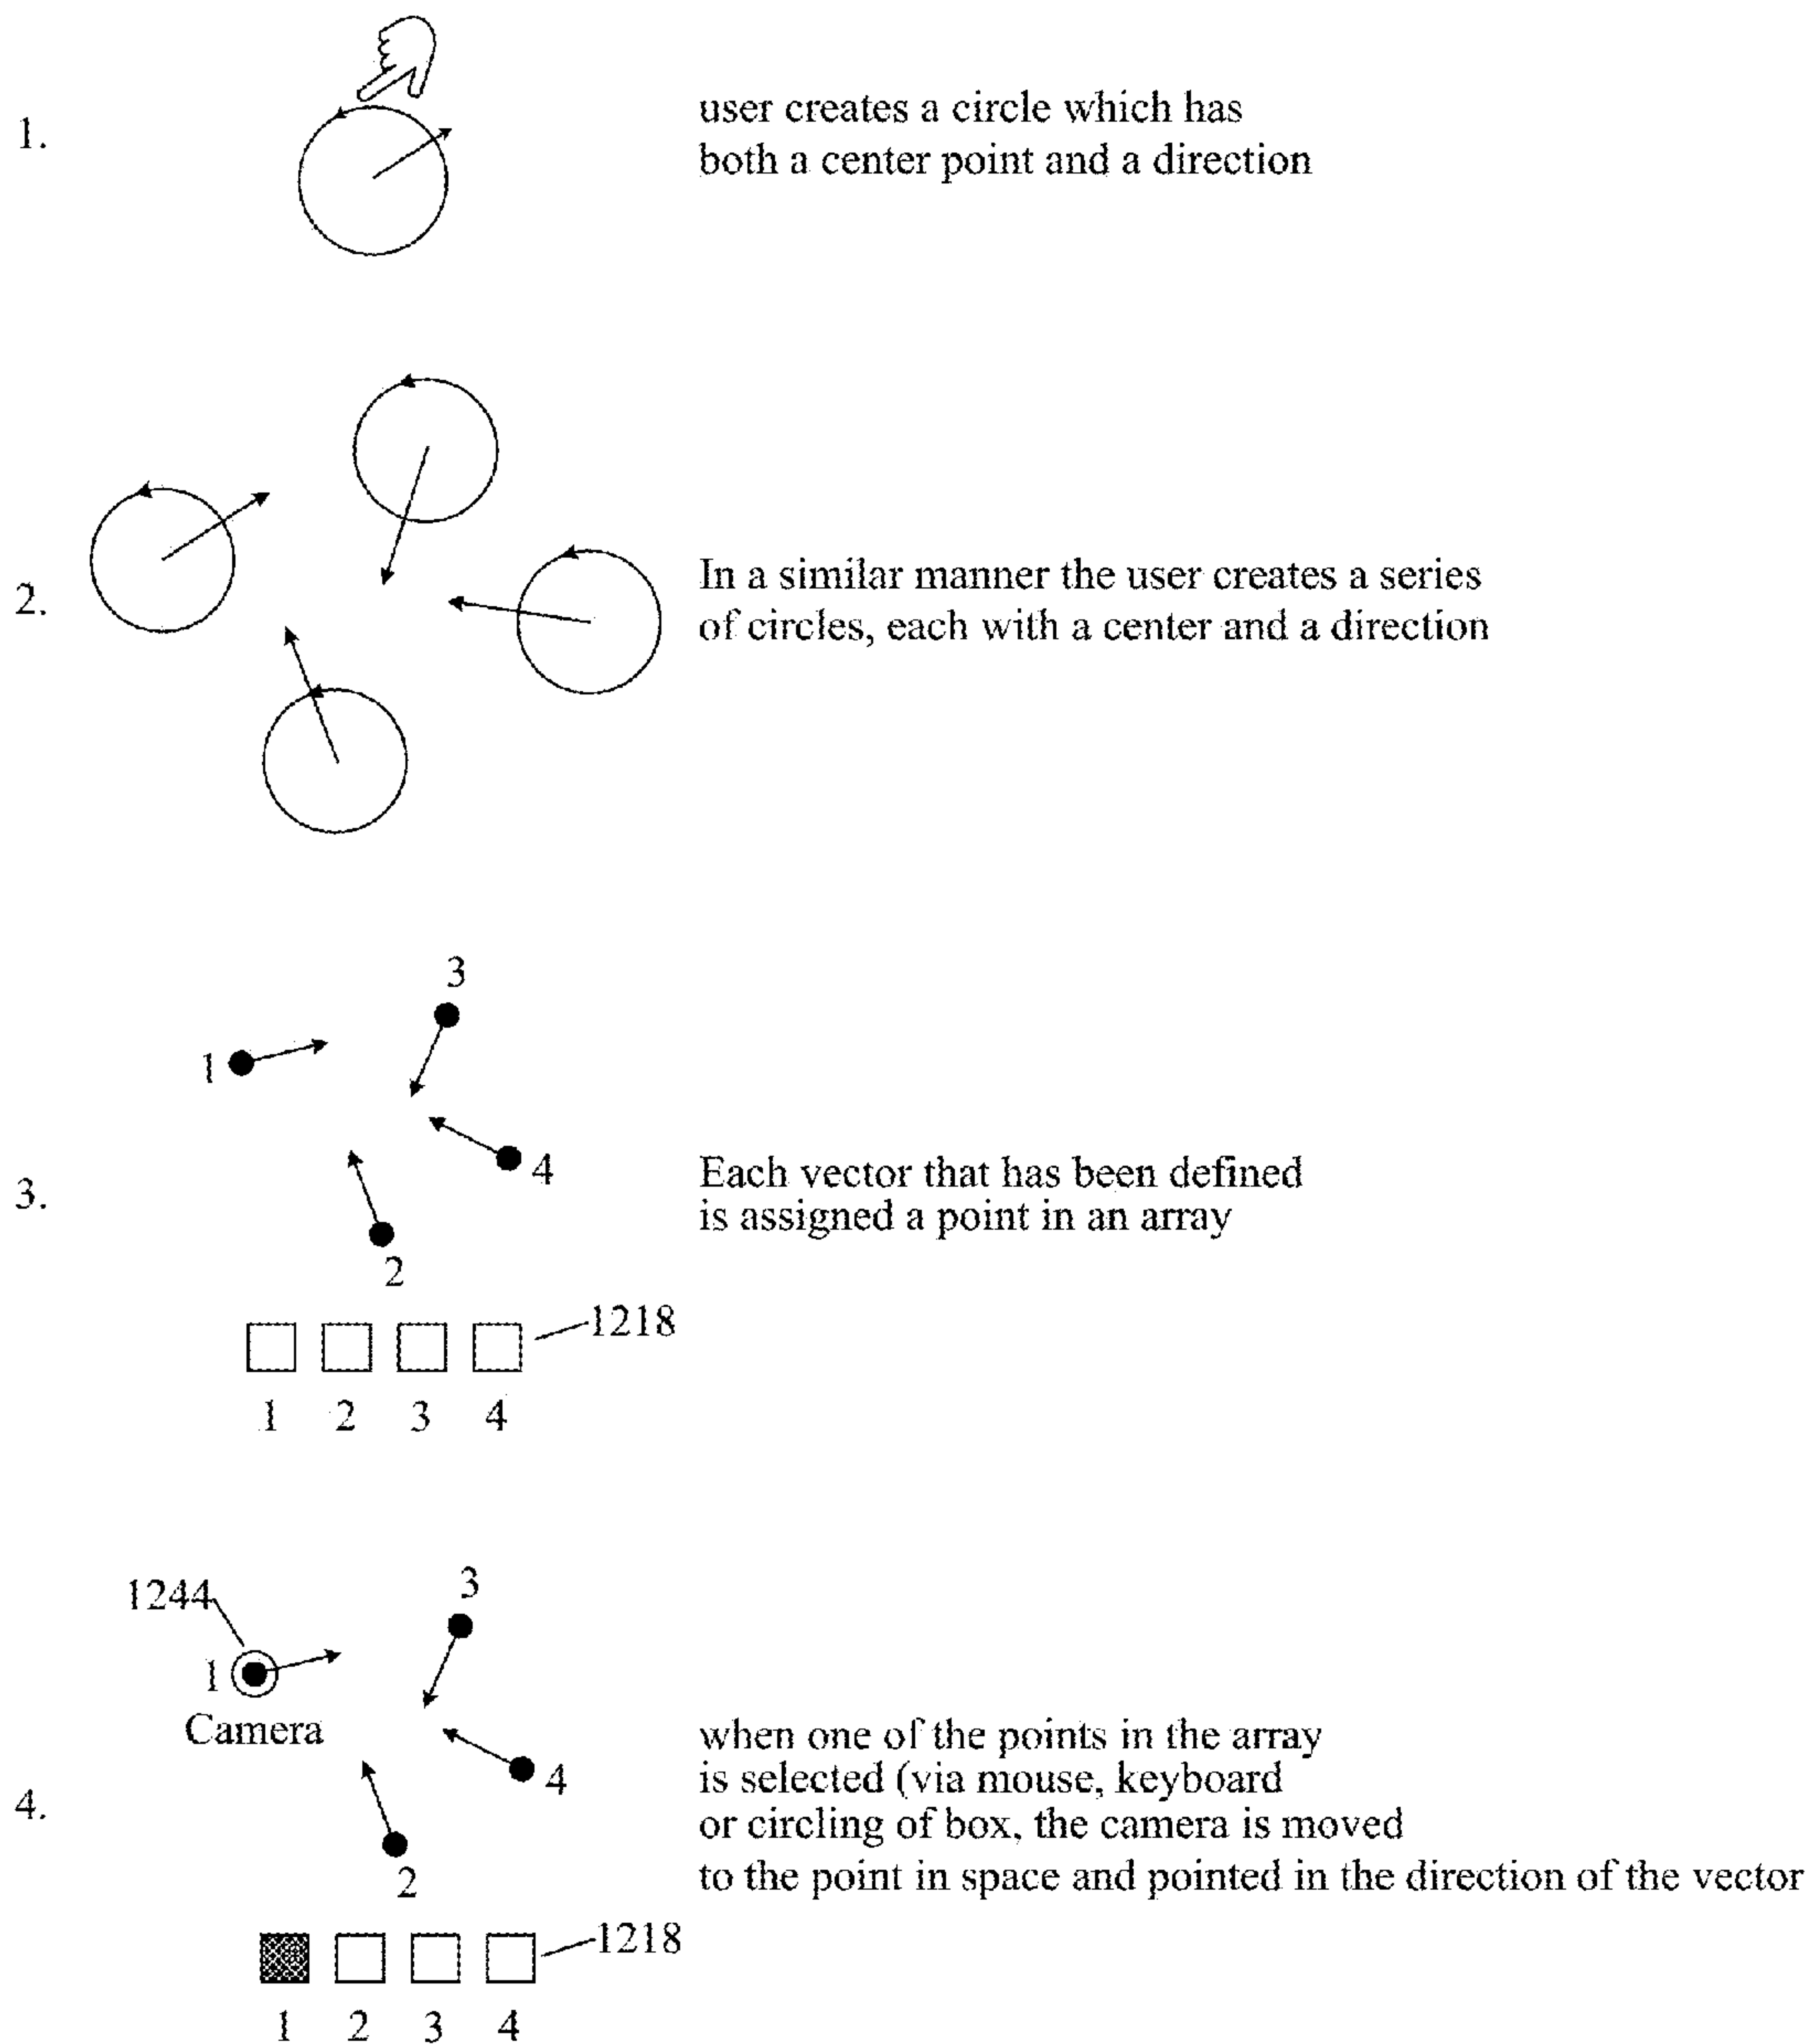 1.
user creates a circle which has
both a center point and a direction
2.
In a similar manner the user creates a series
of circles, each with a center and a direction
3
1
4
3.
Each vector that has been defined
is assigned a point in an array
2
1218
1 2 3 4
1244
3
1
Camera
4
4.
when one of the points in the array
is selected (via mouse, keyboard
or circling of box, the camera is moved
to the point in space and pointed in the direction of the vector
2
1218
1 2 3 4